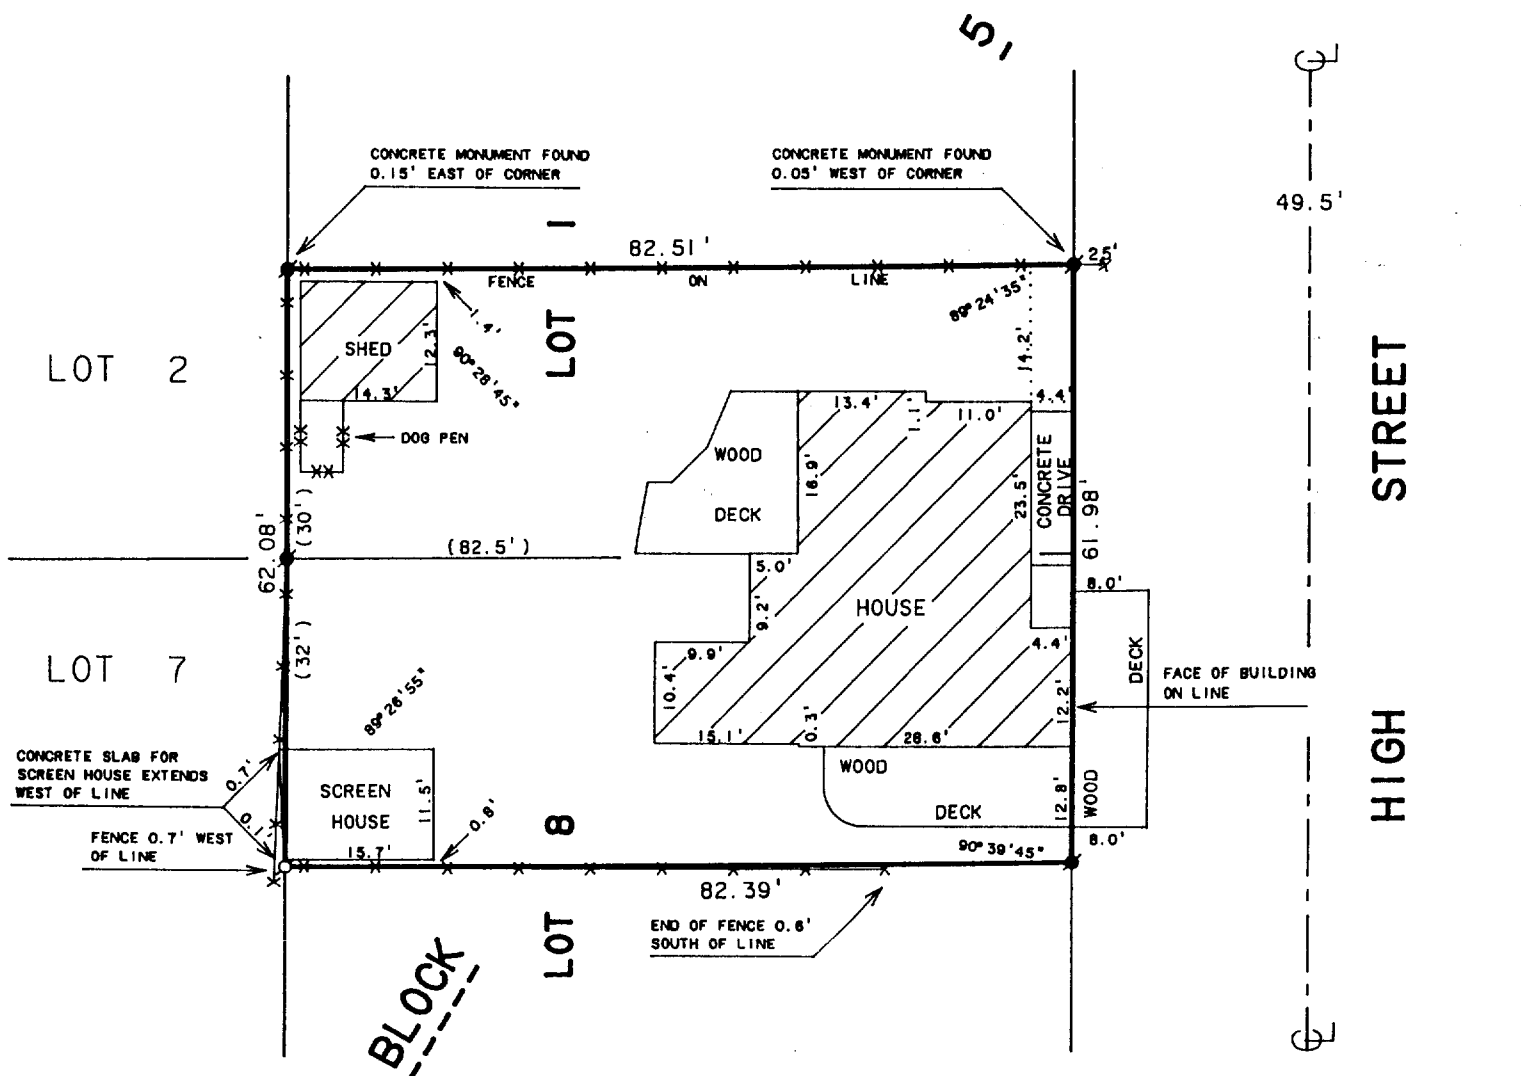 5
CONCRETE MONUMENT FOUND
0.15' EAST OF CORNER
CONCRETE MONUMENT FOUND
0.05' WEST OF CORNER
49.5'
LOT 1
82.51'
FENCE ON LINE
89° 24' 35"
1.4'
90° 28' 45"
LOT 2
SHED
12.3'
14.3'
14.2'
DOG PEN
WOOD
DECK
13.4'
1.1'
11.0'
4.4'
16.9'
23.5'
CONCRETE
DRIVE
61.98'
STREET
62.08'
(30')
(82.5')
5.0'
9.2'
HOUSE
8.0'
(32')
LOT 7
9.9'
10.4'
4.4'
12.2'
DECK
FACE OF BUILDING
ON LINE
89° 26' 55"
15.1'
0.3'
28.6'
HIGH
CONCRETE SLAB FOR
SCREEN HOUSE EXTENDS
WEST OF LINE
0.7'
0.1'
SCREEN
HOUSE
11.5'
15.7'
0.8'
WOOD
DECK
12.8'
WOOD
FENCE 0.7' WEST
OF LINE
90° 39' 45"
8.0'
82.39'
LOT 8
END OF FENCE 0.6'
SOUTH OF LINE
BLOCK